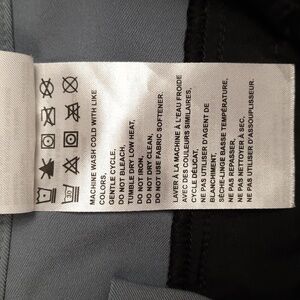 MACHINE WASH COLD WITH LIKE
COLORS,
GENTLE CYCLE,
DO NOT BLEACH,
TUMBLE DRY LOW HEAT,
DO NOT IRON,
DO NOT DRY CLEAN,
DO NOT USE FABRIC SOFTENER.
LAVER À LA MACHINE À L'EAU FROIDE
AVEC DES COULEURS SIMILAIRES,
CYCLE DÉLICAT,
NE PAS UTILISER D'AGENT DE
BLANCHIMENT,
SÈCHE-LINGE BASSE TEMPÉRATURE,
NE PAS REPASSER,
NE PAS NETTOYER À SEC,
NE PAS UTILISER D'ASSOUPLISSEUR.